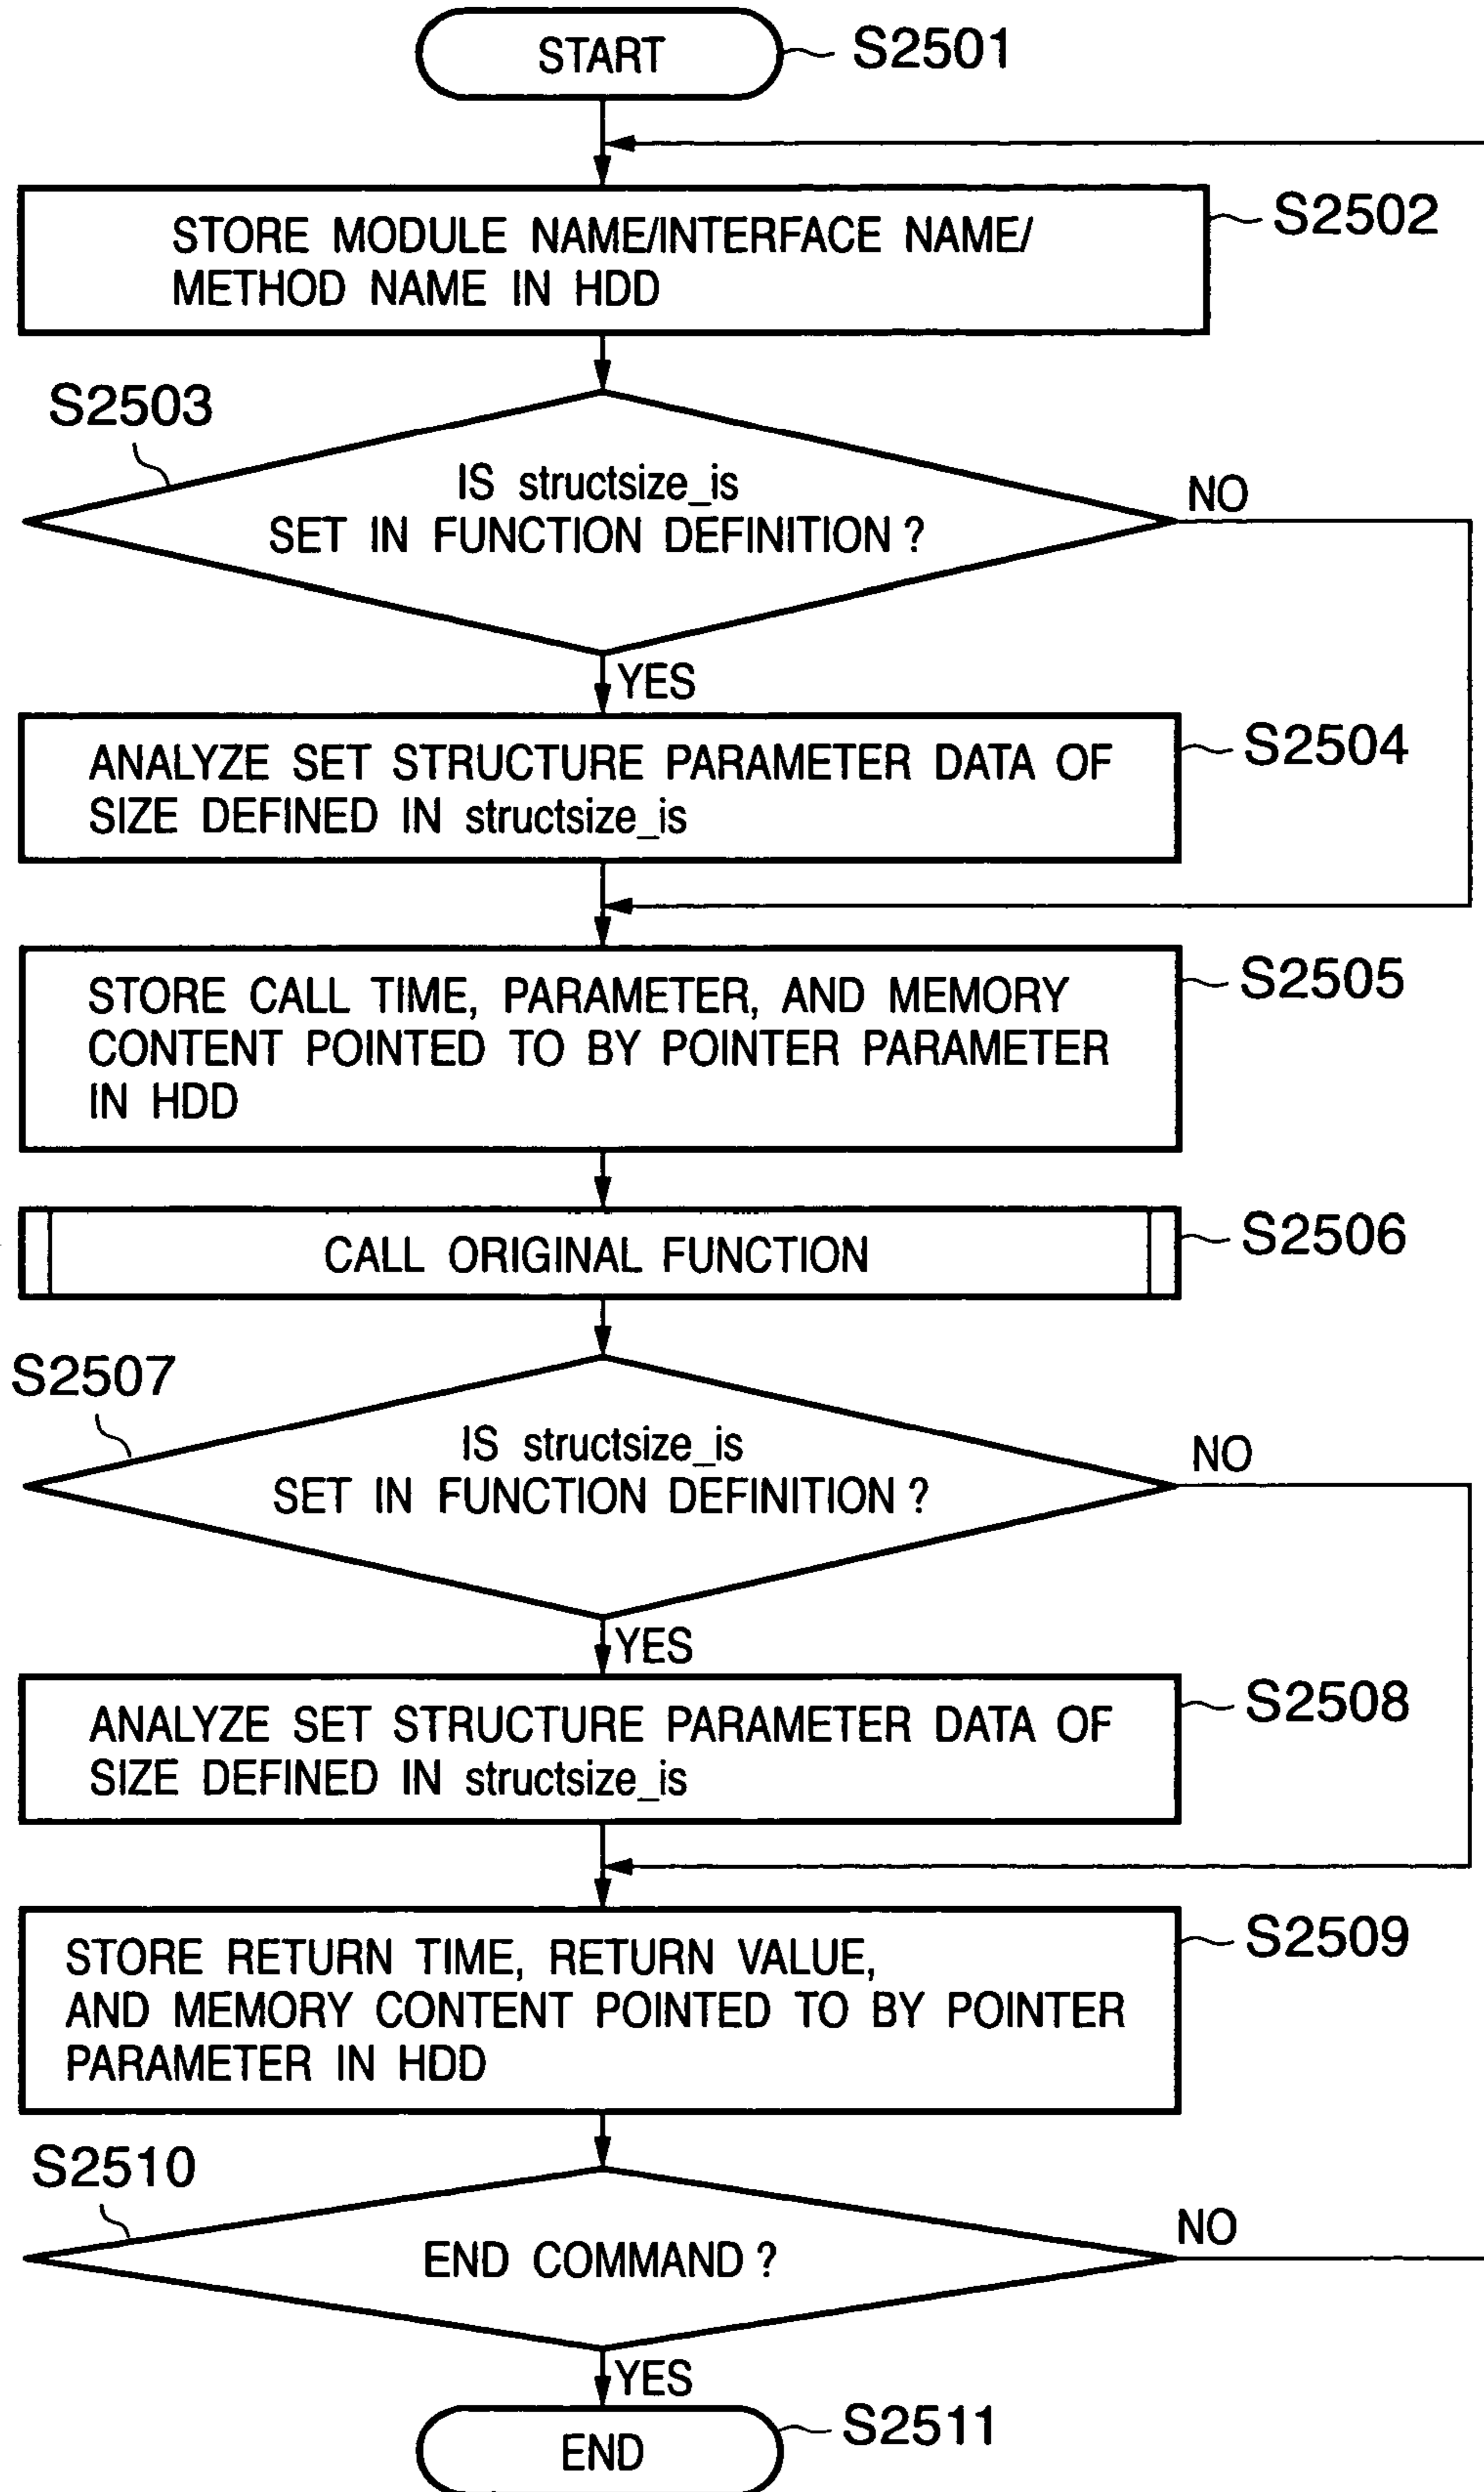 START
S2501
STORE MODULE NAME/INTERFACE NAME/
METHOD NAME IN HDD
S2502
S2503
IS structsize_is
SET IN FUNCTION DEFINITION ?
NO
YES
ANALYZE SET STRUCTURE PARAMETER DATA OF
SIZE DEFINED IN structsize_is
S2504
STORE CALL TIME, PARAMETER, AND MEMORY
CONTENT POINTED TO BY POINTER PARAMETER
IN HDD
S2505
CALL ORIGINAL FUNCTION
S2506
S2507
IS structsize_is
SET IN FUNCTION DEFINITION ?
NO
YES
ANALYZE SET STRUCTURE PARAMETER DATA OF
SIZE DEFINED IN structsize_is
S2508
STORE RETURN TIME, RETURN VALUE,
AND MEMORY CONTENT POINTED TO BY POINTER
PARAMETER IN HDD
S2509
S2510
END COMMAND ?
NO
YES
END
S2511